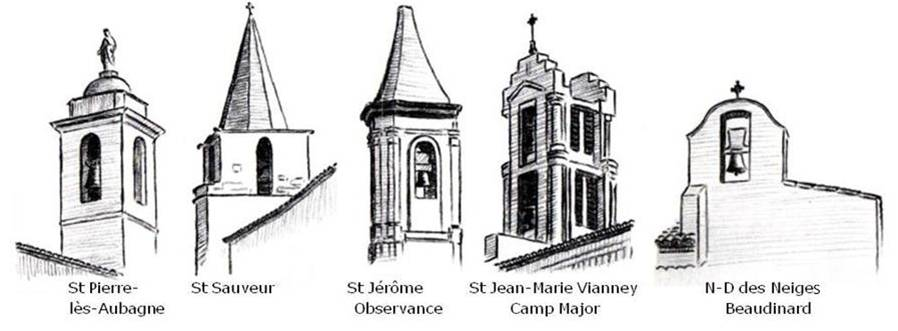 St Pierre-
lès-Aubagne
St Sauveur
St Jérôme
Observance
St Jean-Marie Vianney
Camp Major
N-D des Neiges
Beaudinard